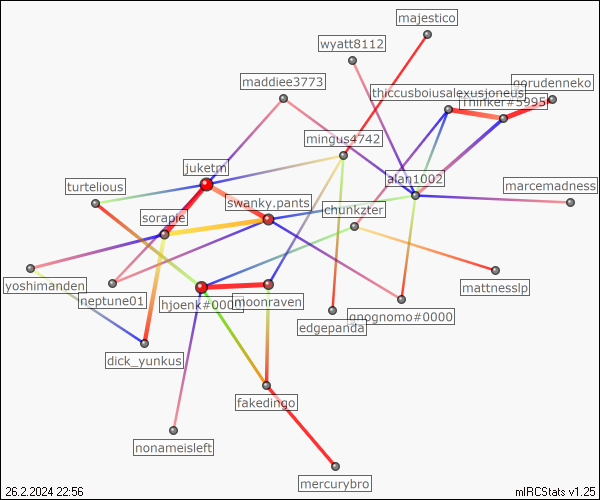 majestico
wyatt8112
maddiee3773
thiccusboiusalexusjoneus
gorudenneko
Thinker#5995
mingus4742
juketm
alan1002
turtelious
marcemadness
swanky.pants
chunkzter
sorapie
yoshimanden
neptune01
hjoenk#0001
moonraven
mattnesslp
edgepanda
gnognomo#0000
dick_yunkus
fakedingo
nonameisleft
mercurybro
26.2.2024 22:56
mIRCStats v1.25